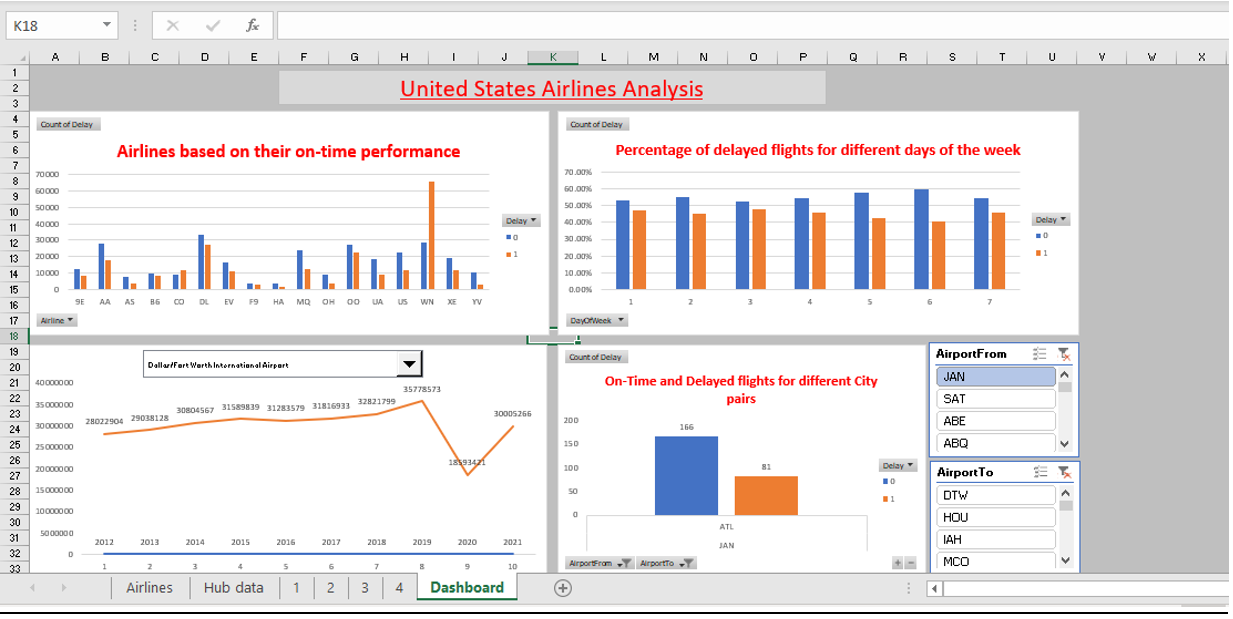 K18
fx
A B C D E F G H I J K L M N O P Q R S T U V W X
1
2
3
4
5
6
7
8
9
10
11
12
13
14
15
16
17
18
19
20
21
22
23
24
25
26
27
28
29
30
31
32
33
United States Airlines Analysis
Count of Delay
Airlines based on their on-time performance
70000
60000
50000
40000
30000
20000
10000
0
9E AA AS B6 CO DL EV F9 HA MQ OH OO UA US WN XE YV
Delay
0
1
Airline
Count of Delay
Percentage of delayed flights for different days of the week
70.00%
60.00%
50.00%
40.00%
30.00%
20.00%
10.00%
0.00%
1 2 3 4 5 6 7
Delay
0
1
DayOfWeek
Dallas/Fort Worth International Airport
40000000
35000000
30000000
25000000
20000000
15000000
10000000
5000000
0
28022904 29038128 30804567 31589839 31283579 31816933 32821799 35778573 18593421 30005266
2012 2013 2014 2015 2016 2017 2018 2019 2020 2021
1 2 3 4 5 6 7 8 9 10
Count of Delay
On-Time and Delayed flights for different City
pairs
200
150
100
50
0
166
81
ATL
JAN
Delay
0
1
AirportFrom AirportTo
AirportFrom
JAN
SAT
ABE
ABQ
AirportTo
DTW
HOU
IAH
MCO
Airlines Hub data 1 2 3 4 Dashboard